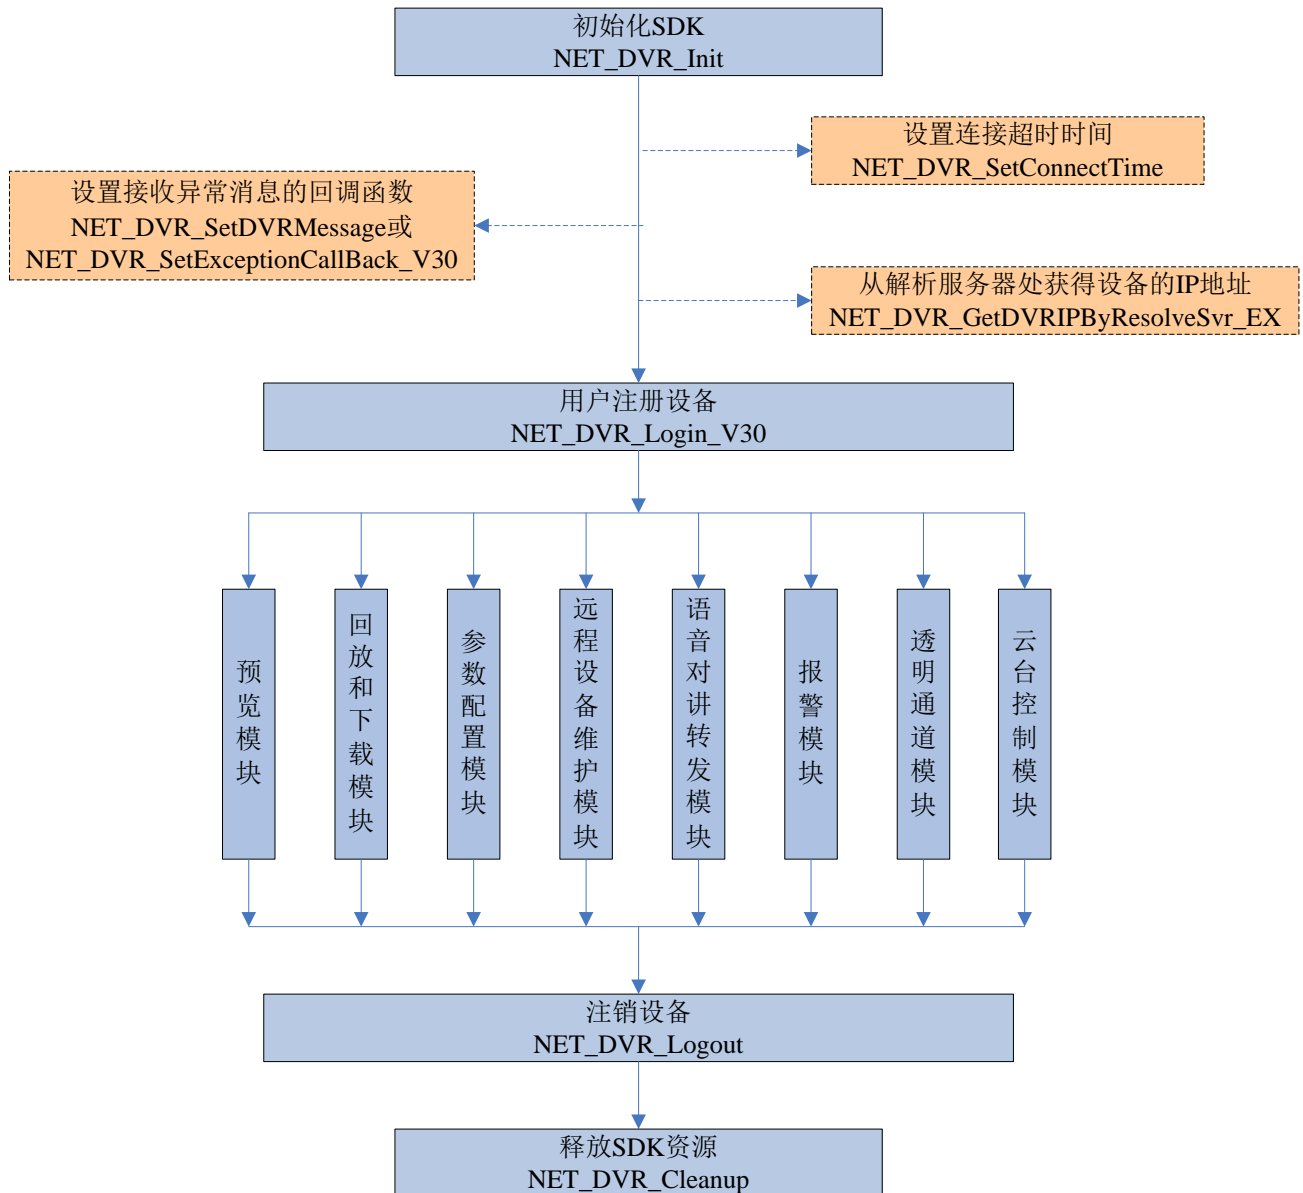 初始化SDK
NET_DVR_Init
设置连接超时时间
NET_DVR_SetConnectTime
设置接收异常消息的回调函数
NET_DVR_SetDVRMessage或
NET_DVR_SetExceptionCallBack_V30
从解析服务器处获得设备的IP地址
NET_DVR_GetDVRIPByResolveSvr_EX
用户注册设备
NET_DVR_Login_V30
预览模块
回放和下载模块
参数配置模块
远程设备维护模块
语音对讲转发模块
报警模块
透明通道模块
云台控制模块
注销设备
NET_DVR_Logout
释放SDK资源
NET_DVR_Cleanup